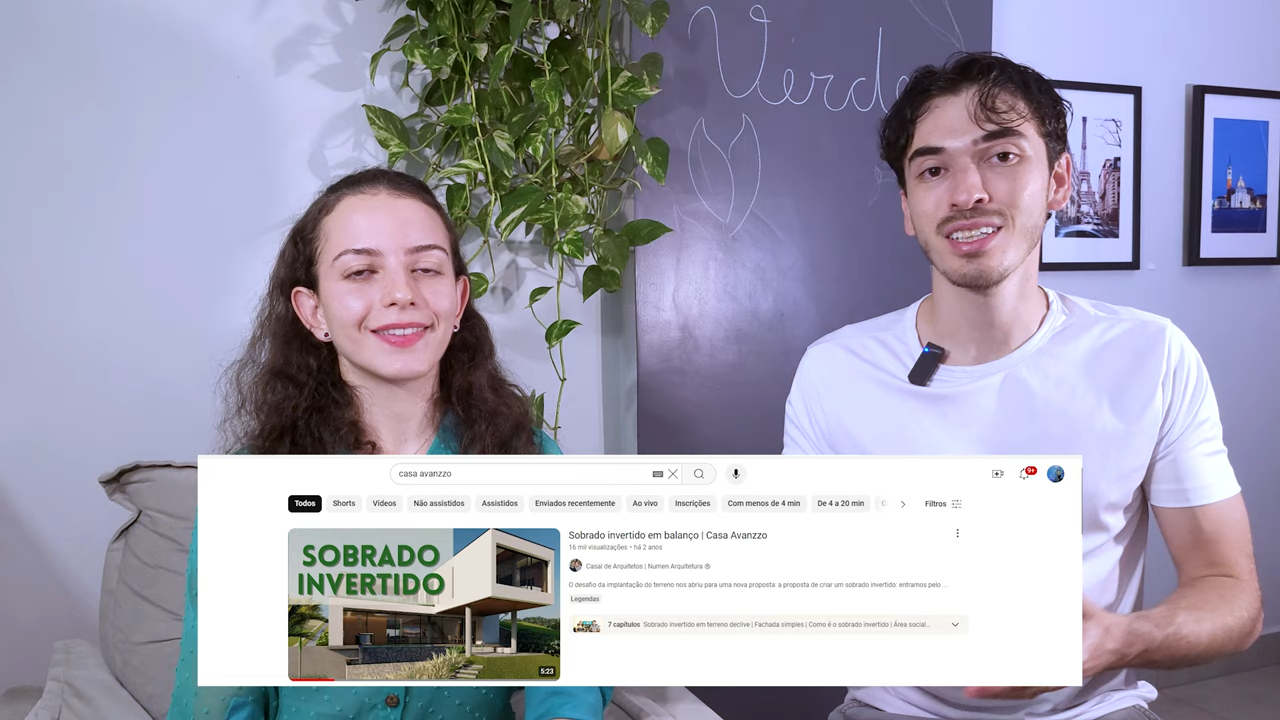 Verde
casa avanzzo
9+
Todos
Shorts
Vídeos
Não assistidos
Assistidos
Enviados recentemente
Ao vivo
Inscrições
Com menos de 4 min
De 4 a 20 min
Filtros
SOBRADO
INVERTIDO
5:23
Sobrado invertido em balanço | Casa Avanzzo
16 mil visualizações • há 2 anos
Casal de Arquitetos | Numen Arquitetura
O desafio da implantação do terreno nos abriu para uma nova proposta: a proposta de criar um sobrado invertido: entramos pelo ...
Legendas
7 capítulos Sobrado invertido em terreno declive | Fachada simples | Como é o sobrado invertido | Área social...